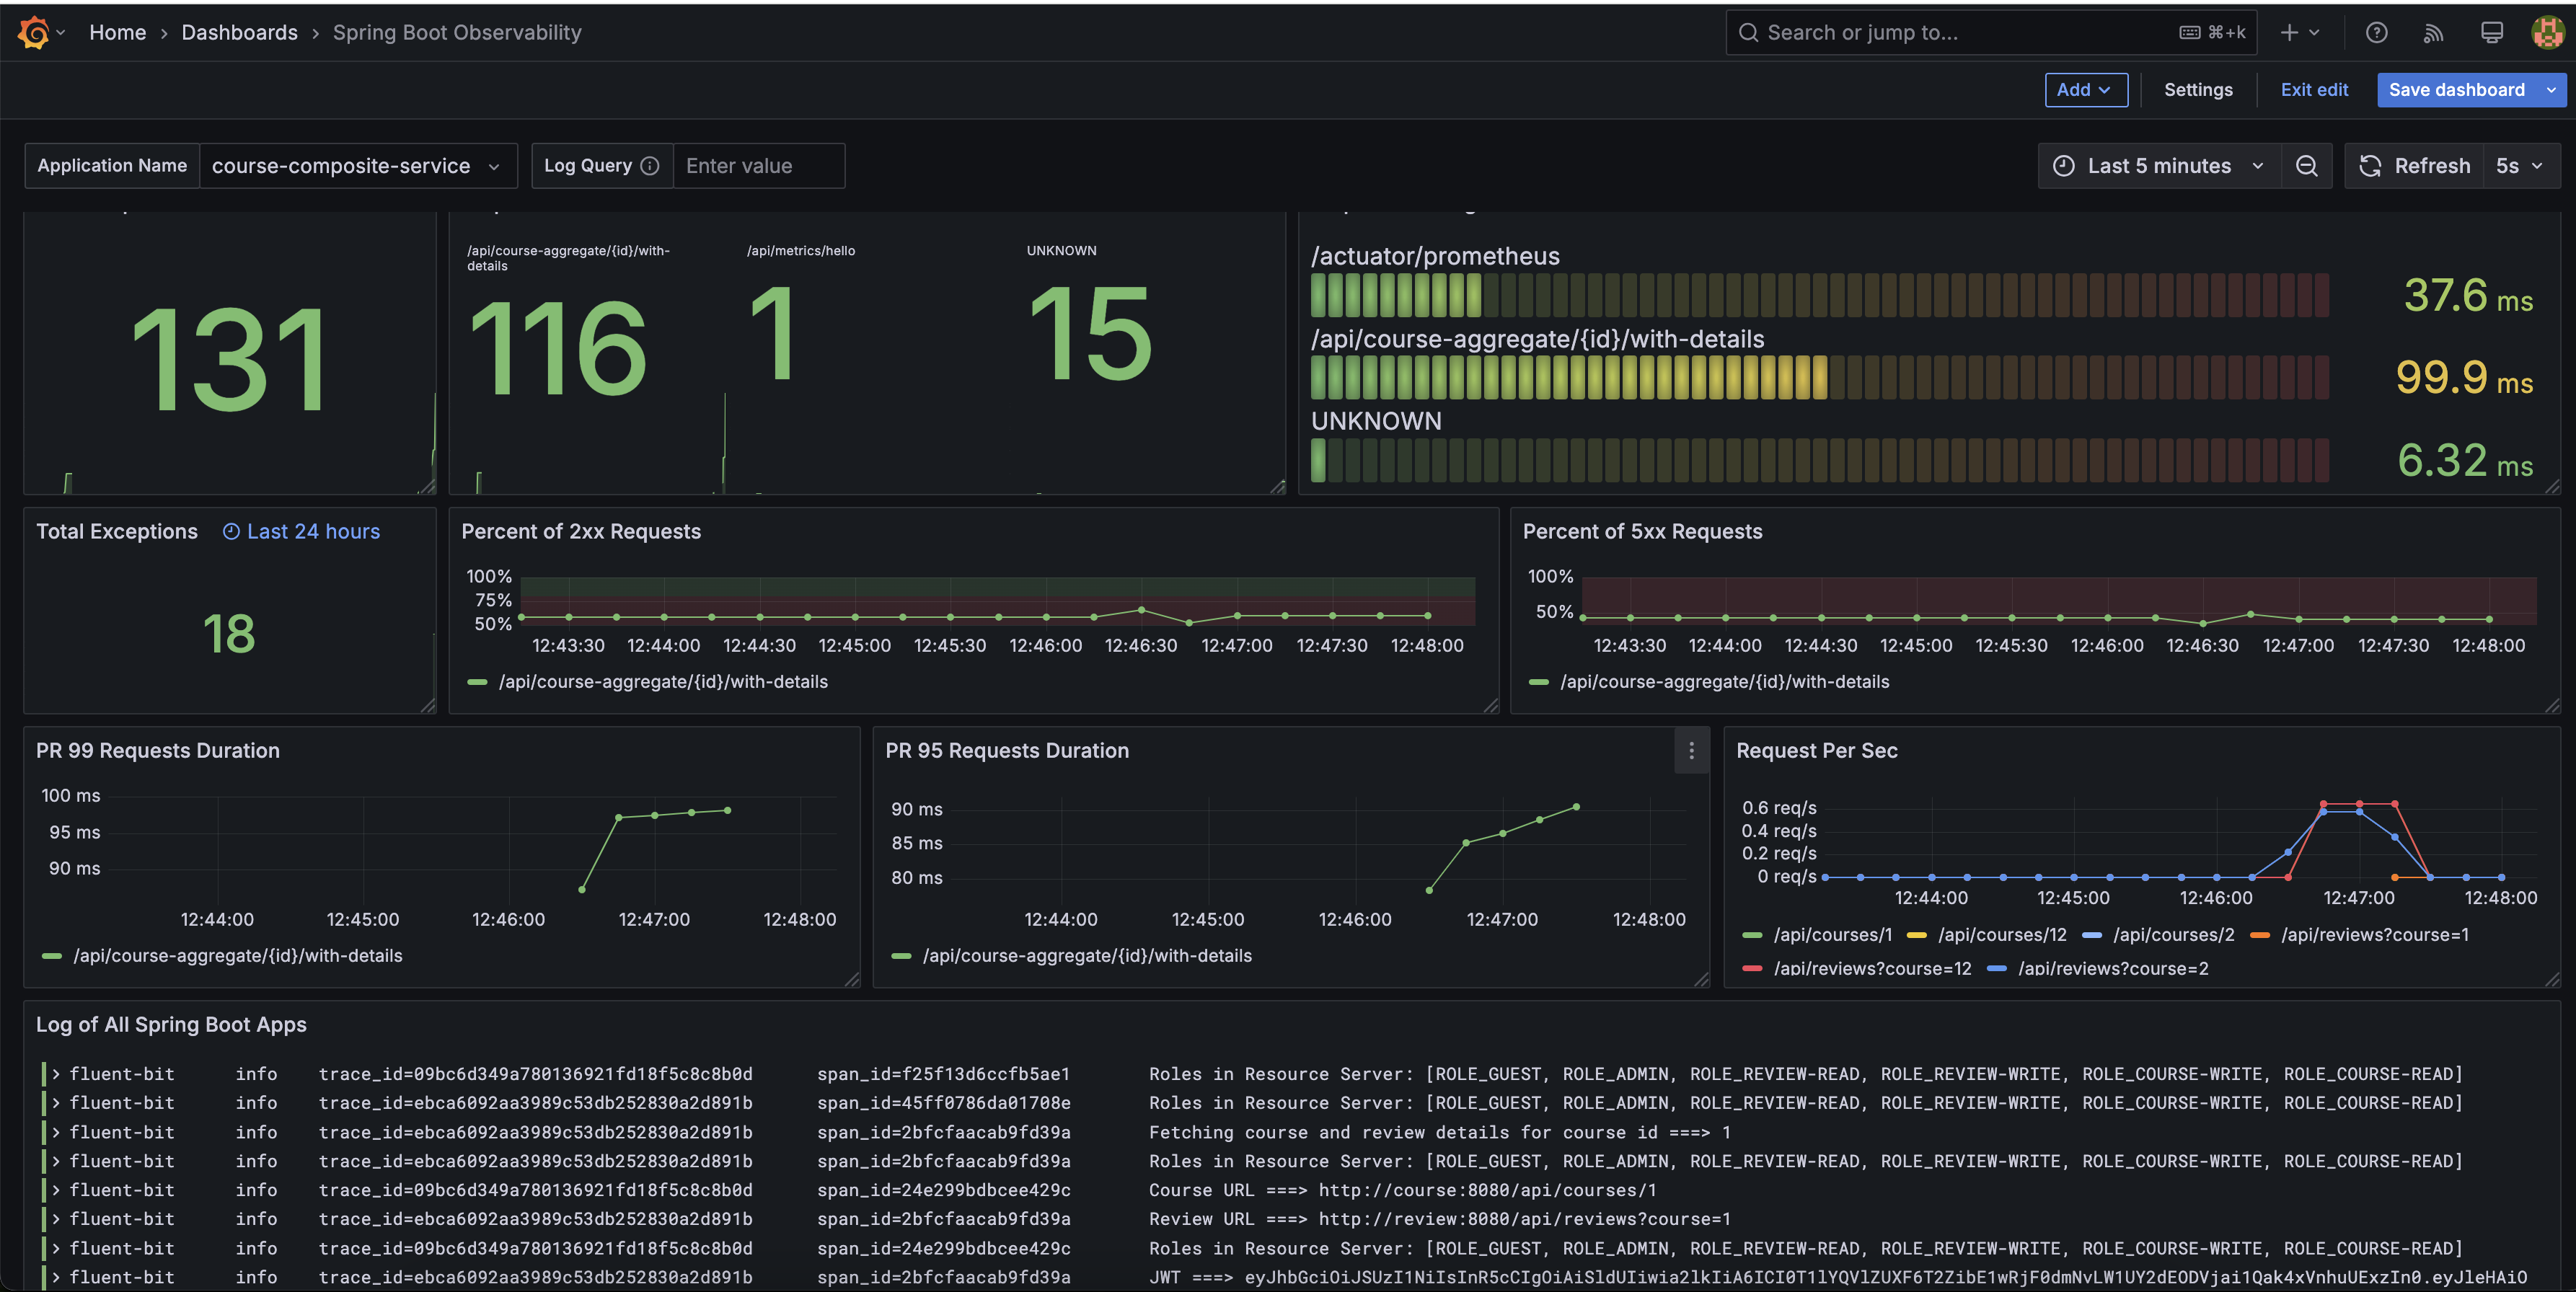 Home › Dashboards › Spring Boot Observability
Search or jump to...
⌘+k
Add
Settings
Exit edit
Save dashboard
Application Name
course-composite-service
Log Query
Enter value
Last 5 minutes
Refresh
5s
131
/api/course-aggregate/{id}/with-
details
116
/api/metrics/hello
1
UNKNOWN
15
/actuator/prometheus
37.6 ms
/api/course-aggregate/{id}/with-details
99.9 ms
UNKNOWN
6.32 ms
Total Exceptions
Last 24 hours
18
Percent of 2xx Requests
100%
75%
50%
12:43:30 12:44:00 12:44:30 12:45:00 12:45:30 12:46:00 12:46:30 12:47:00 12:47:30 12:48:00
/api/course-aggregate/{id}/with-details
Percent of 5xx Requests
100%
50%
12:43:30 12:44:00 12:44:30 12:45:00 12:45:30 12:46:00 12:46:30 12:47:00 12:47:30 12:48:00
/api/course-aggregate/{id}/with-details
PR 99 Requests Duration
100 ms
95 ms
90 ms
12:44:00 12:45:00 12:46:00 12:47:00 12:48:00
/api/course-aggregate/{id}/with-details
PR 95 Requests Duration
90 ms
85 ms
80 ms
12:44:00 12:45:00 12:46:00 12:47:00 12:48:00
/api/course-aggregate/{id}/with-details
Request Per Sec
0.6 req/s
0.4 req/s
0.2 req/s
0 req/s
12:44:00 12:45:00 12:46:00 12:47:00 12:48:00
/api/courses/1 /api/courses/12 /api/courses/2 /api/reviews?course=1
/api/reviews?course=12 /api/reviews?course=2
Log of All Spring Boot Apps
fluent-bit info trace_id=09bc6d349a780136921fd18f5c8c8b0d span_id=f25f13d6ccfb5ae1 Roles in Resource Server: [ROLE_GUEST, ROLE_ADMIN, ROLE_REVIEW-READ, ROLE_REVIEW-WRITE, ROLE_COURSE-WRITE, ROLE_COURSE-READ]
fluent-bit info trace_id=ebca6092aa3989c53db252830a2d891b span_id=45ff0786da01708e Roles in Resource Server: [ROLE_GUEST, ROLE_ADMIN, ROLE_REVIEW-READ, ROLE_REVIEW-WRITE, ROLE_COURSE-WRITE, ROLE_COURSE-READ]
fluent-bit info trace_id=ebca6092aa3989c53db252830a2d891b span_id=2bfcfaacab9fd39a Fetching course and review details for course id ===> 1
fluent-bit info trace_id=ebca6092aa3989c53db252830a2d891b span_id=2bfcfaacab9fd39a Roles in Resource Server: [ROLE_GUEST, ROLE_ADMIN, ROLE_REVIEW-READ, ROLE_REVIEW-WRITE, ROLE_COURSE-WRITE, ROLE_COURSE-READ]
fluent-bit info trace_id=09bc6d349a780136921fd18f5c8c8b0d span_id=24e299bdbcee429c Course URL ===> http://course:8080/api/courses/1
fluent-bit info trace_id=ebca6092aa3989c53db252830a2d891b span_id=2bfcfaacab9fd39a Review URL ===> http://review:8080/api/reviews?course=1
fluent-bit info trace_id=09bc6d349a780136921fd18f5c8c8b0d span_id=24e299bdbcee429c Roles in Resource Server: [ROLE_GUEST, ROLE_ADMIN, ROLE_REVIEW-READ, ROLE_REVIEW-WRITE, ROLE_COURSE-WRITE, ROLE_COURSE-READ]
fluent-bit info trace_id=ebca6092aa3989c53db252830a2d891b span_id=2bfcfaacab9fd39a JWT ===>